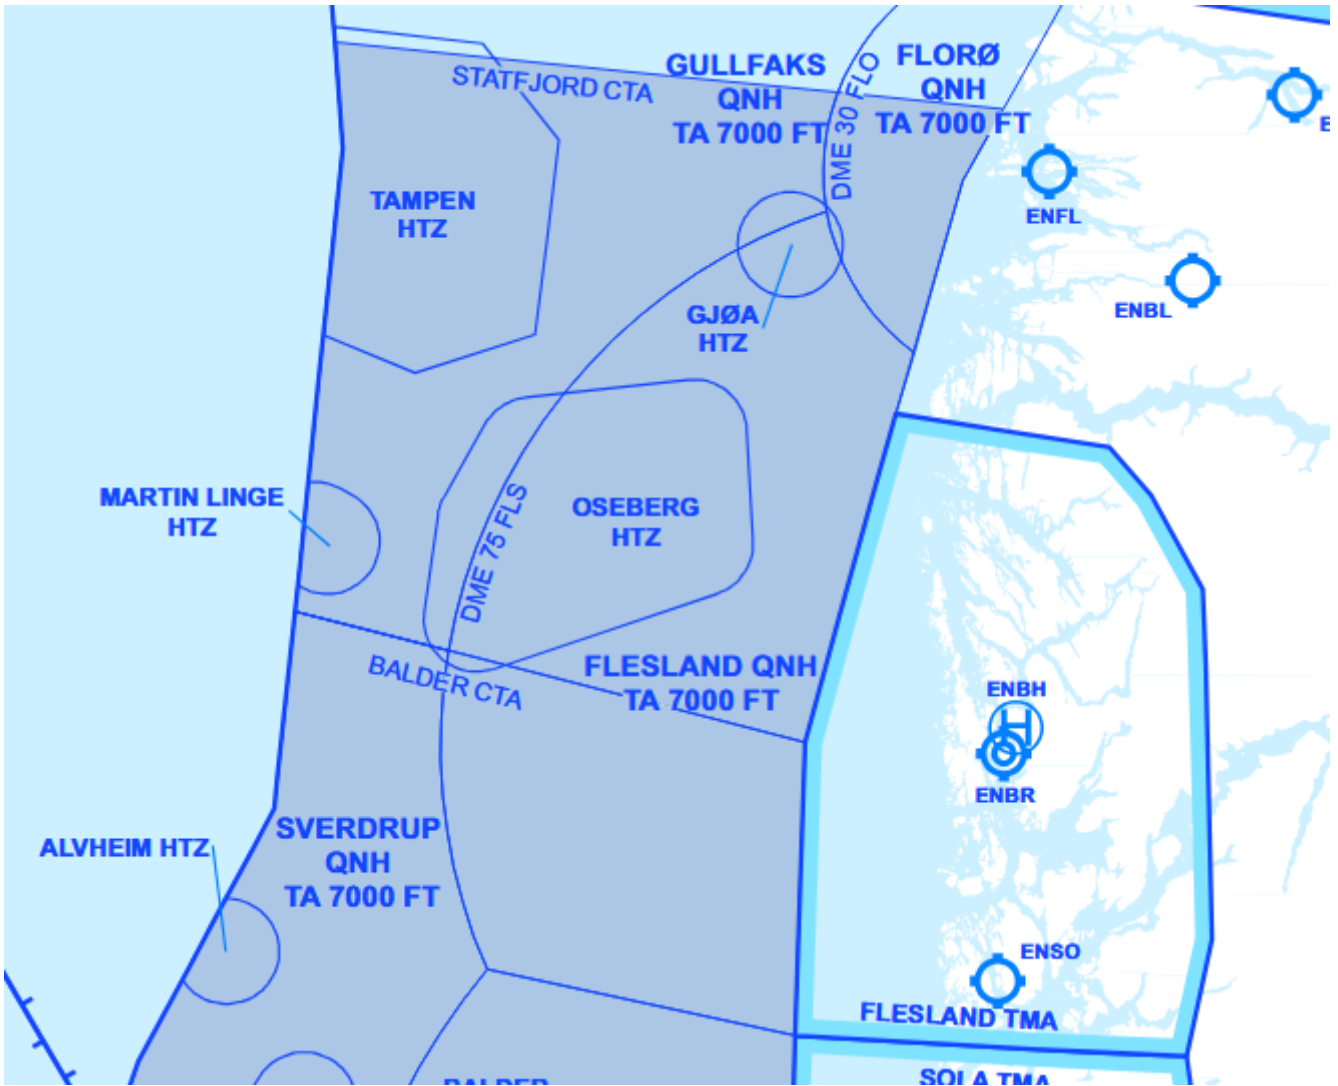 GULLFAKS
QNH
TA 7000 FT
FLORØ
QNH
TA 7000 FT
STATFJORD CTA
DME 30 FLO
TAMPEN
HTZ
ENFL
GJØA
HTZ
ENBL
MARTIN LINGE
HTZ
DME 75 FLS
OSEBERG
HTZ
BALDER CTA
FLESLAND QNH
TA 7000 FT
ENBH
H
ENBR
SVERDRUP
QNH
TA 7000 FT
ALVHEIM HTZ
ENSO
FLESLAND TMA
SOLA TMA
BALDER